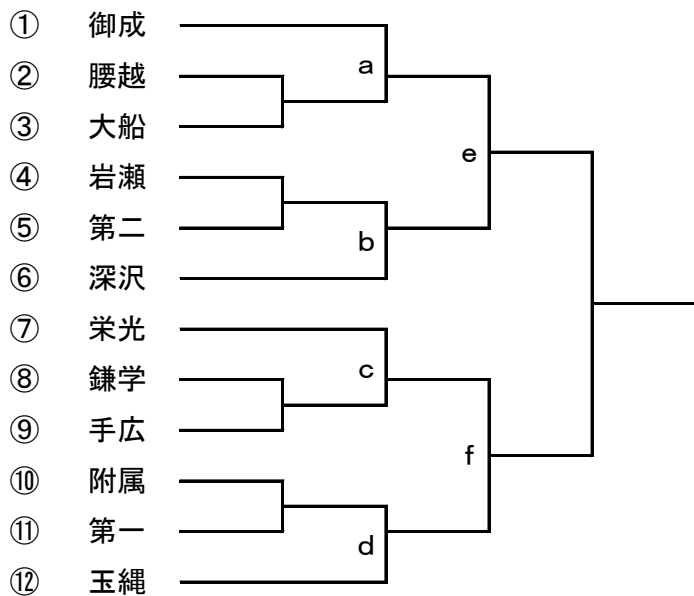 ① 御成
② 腰越
a
③ 大船
e
④ 岩瀬
⑤ 第二
b
⑥ 深沢
⑦ 栄光
⑧ 鎌学
c
⑨ 手広
f
⑩ 附属
⑪ 第一
d
⑫ 玉縄